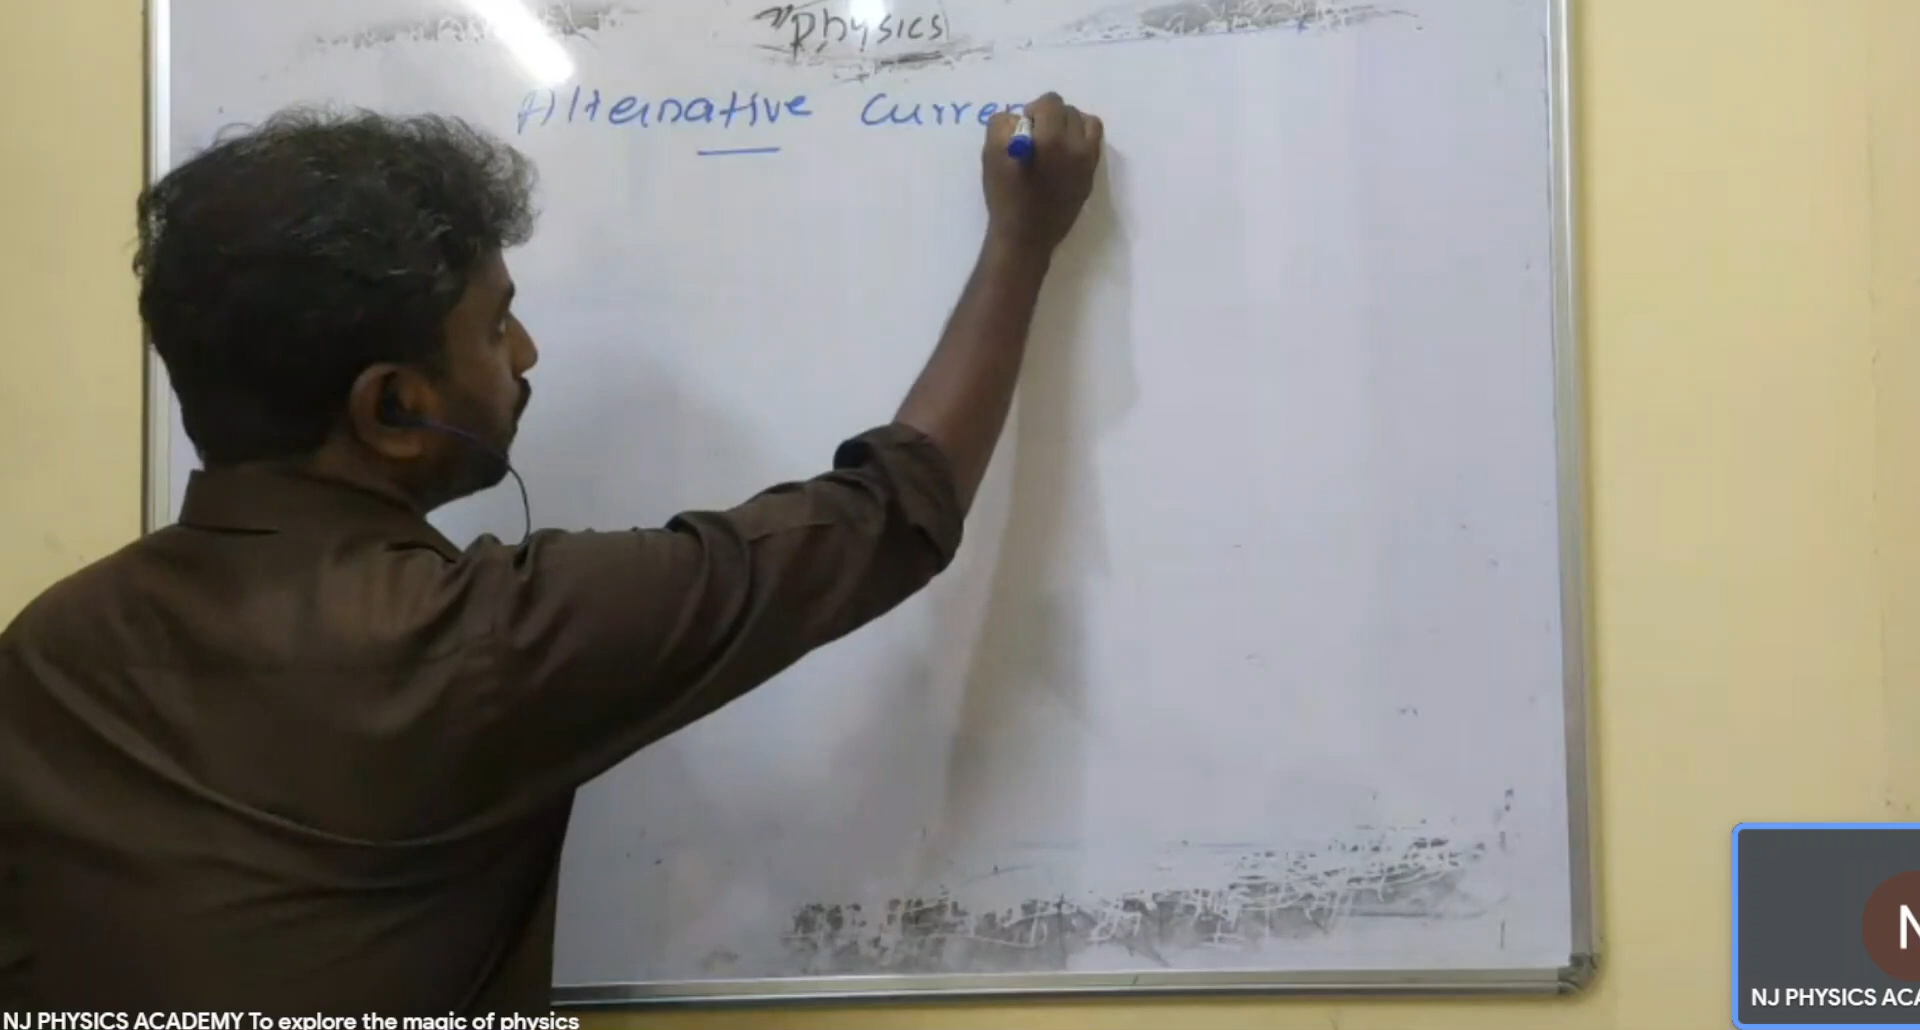 "Physics
Alternative Curren
N
NJ PHYSICS ACA
NJ PHYSICS ACADEMY To explore the magic of physics